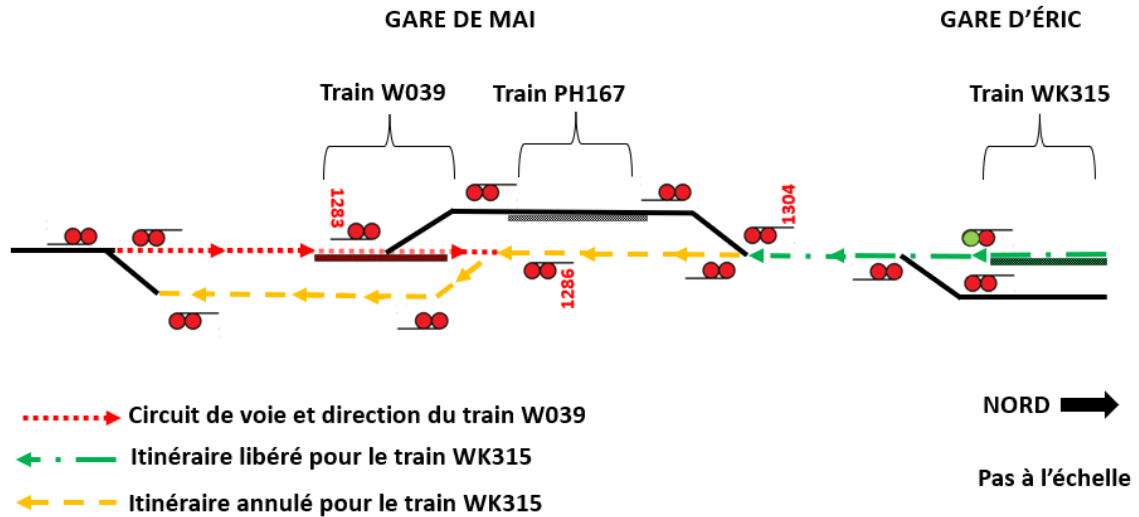 GARE DE MAI
GARE D’ÉRIC
Train W039
Train PH167
Train WK315
1283
1304
1286
Circuit de voie et direction du train W039
Itinéraire libéré pour le train WK315
Itinéraire annulé pour le train WK315
NORD
Pas à l’échelle